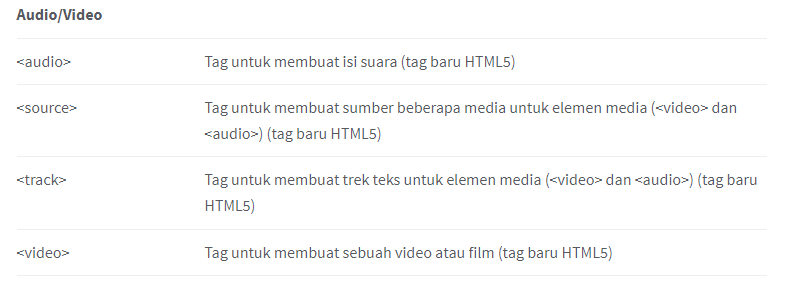 Audio/Video
<audio> Tag untuk membuat isi suara (tag baru HTML5)
<source> Tag untuk membuat sumber beberapa media untuk elemen media (<video> dan
<audio>) (tag baru HTML5)
<track> Tag untuk membuat trek teks untuk elemen media (<video> dan <audio>) (tag baru
HTML5)
<video> Tag untuk membuat sebuah video atau film (tag baru HTML5)